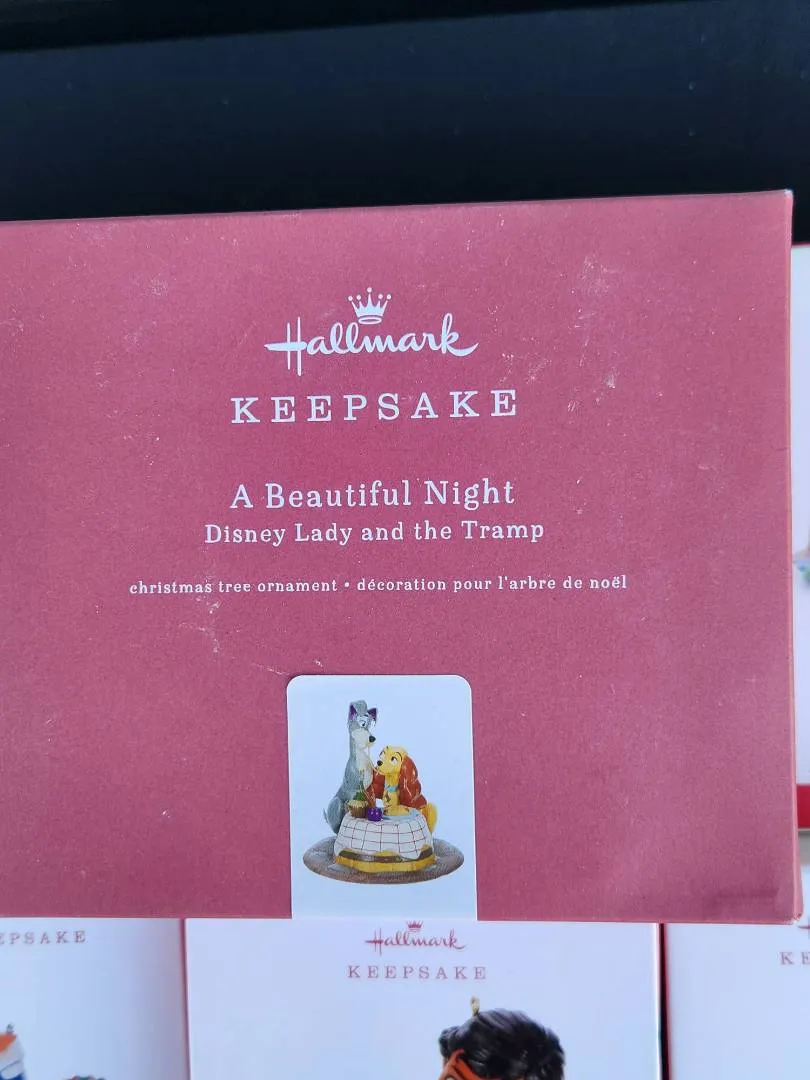 Hallmark
KEEPSAKE
A Beautiful Night
Disney Lady and the Tramp
christmas tree ornament • décoration pour l'arbre de noël
EPSAKE
Hallmark
KEEPSAKE
KE